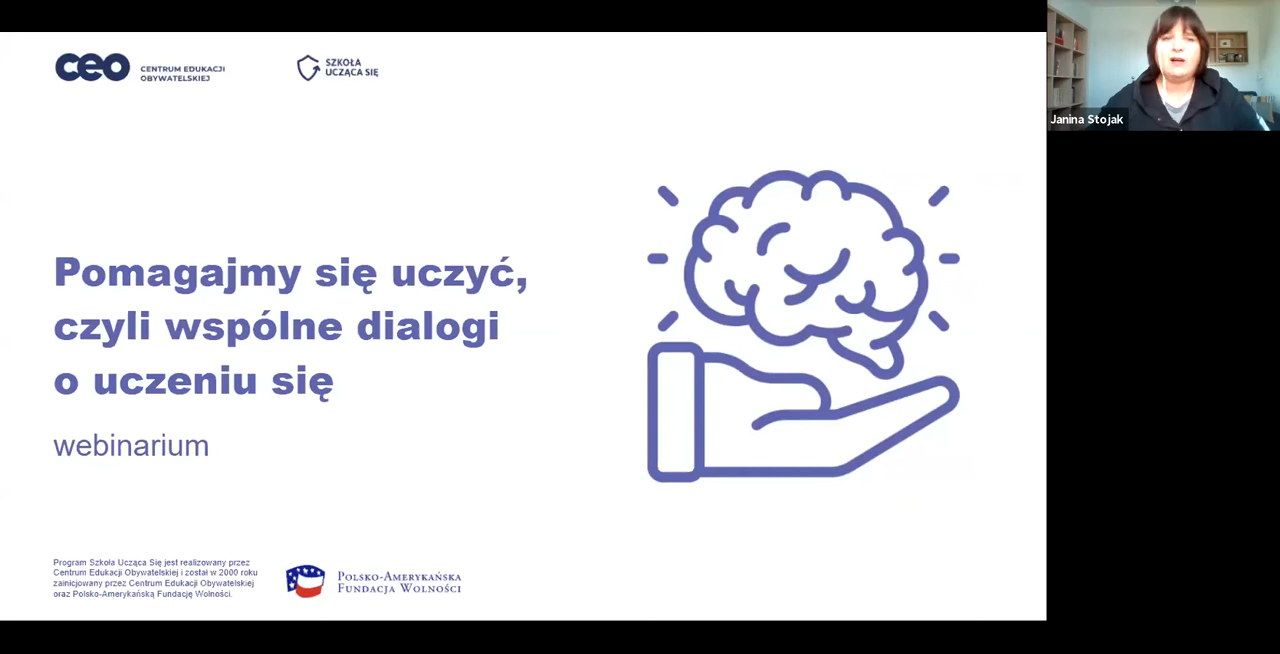 ceo CENTRUM EDUKACJI
OBYWATELSKIEJ
SZKOŁA
UCZĄCA SIĘ
Janina Stojak
Pomagajmy się uczyć,
czyli wspólne dialogi
o uczeniu się
webinarium
Program Szkoła Ucząca Się jest realizowany przez
Centrum Edukacji Obywatelskiej i został w 2000 roku
zainicjowany przez Centrum Edukacji Obywatelskiej
oraz Polsko-Amerykańską Fundację Wolności.
POLSKO-AMERYKAŃSKA
FUNDACJA WOLNOŚCI